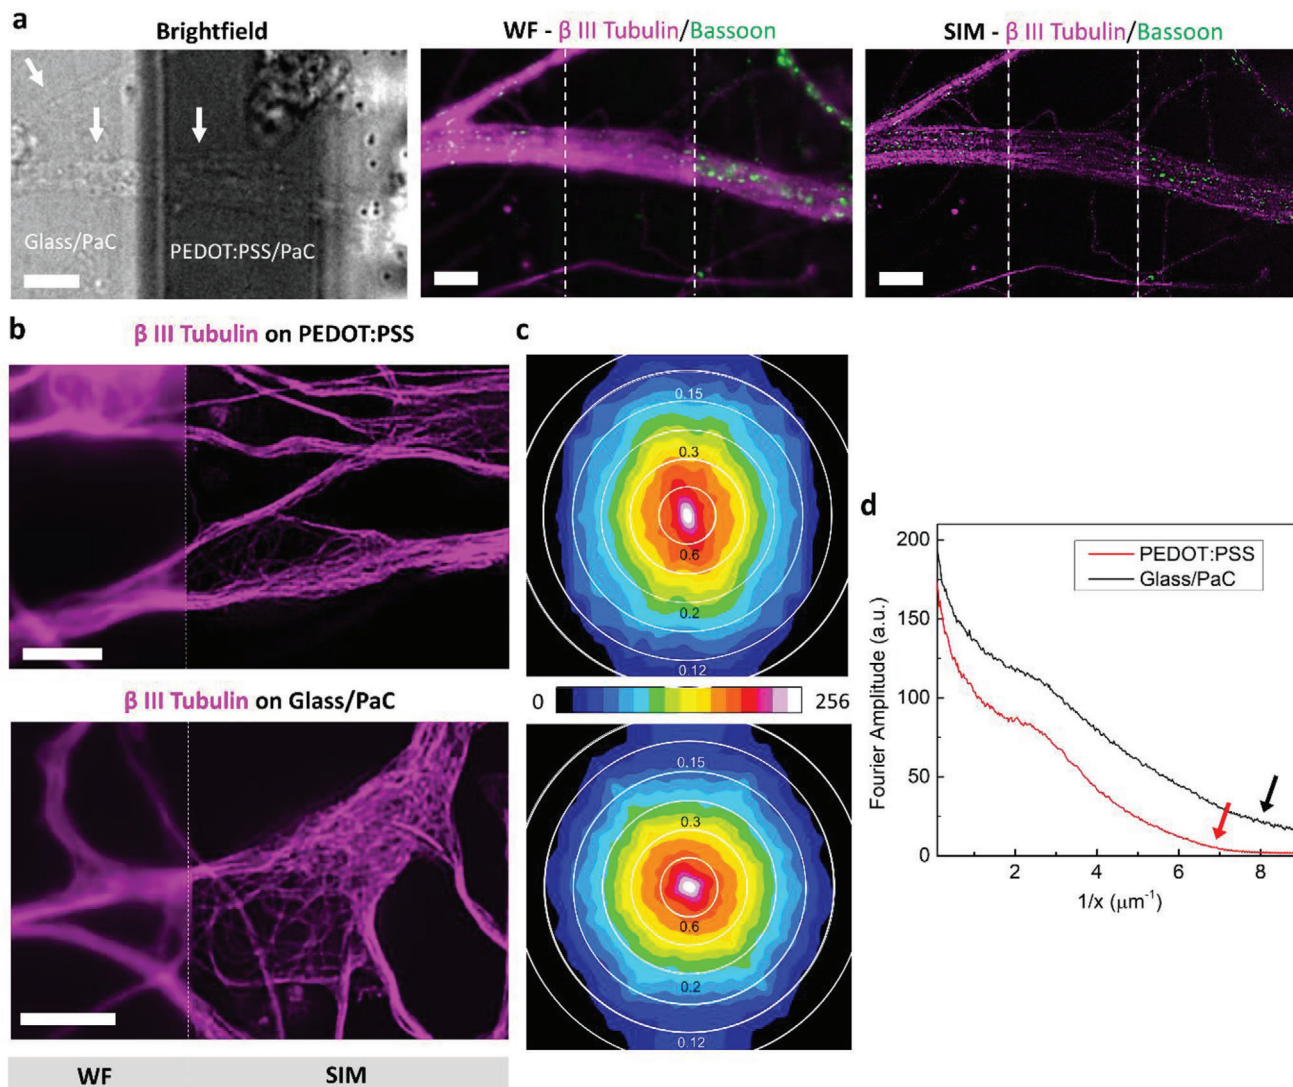 a
Brightfield
WF - β III Tubulin/Bassoon
SIM - β III Tubulin/Bassoon
Glass/PaC
PEDOT:PSS/PaC
b
β III Tubulin on PEDOT:PSS
β III Tubulin on Glass/PaC
WF
SIM
c
0.15
0.3
0.6
0.2
0.12
0
256
0.15
0.3
0.6
0.2
0.12
d
200
150
100
50
0
Fourier Amplitude (a.u.)
PEDOT:PSS
Glass/PaC
2
4
6
8
1/x (μm⁻¹)